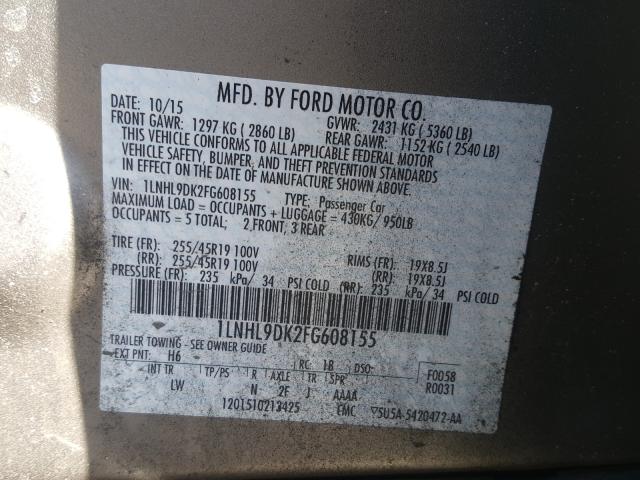 MFD. BY FORD MOTOR CO.
DATE: 10/15 GVWR: 2431 KG ( 5360 LB)
FRONT GAWR: 1297 KG ( 2860 LB) REAR GAWR: 1152 KG ( 2540 LB)
THIS VEHICLE CONFORMS TO ALL APPLICABLE FEDERAL MOTOR
VEHICLE SAFETY, BUMPER, AND THEFT PREVENTION STANDARDS
IN EFFECT ON THE DATE OF MANUFACTURE SHOWN ABOVE.
VIN: 1LNHL9DK2FG608155 TYPE: Passenger Car
MAXIMUM LOAD = OCCUPANTS + LUGGAGE = 430KG/ 950LB
OCCUPANTS = 5 TOTAL; 2 FRONT, 3 REAR
TIRE (FR): 255/45R19 100V RIMS (FR): 19X8.5J
(RR): 255/45R19 100V (RR): 19X8.5J
PRESSURE (FR): 235 kPa/ 34 PSI COLD (RR): 235 kPa/ 34 PSI COLD
1LNHL9DK2FG608155
TRAILER TOWING - SEE OWNER GUIDE
EXT PNT: H6 RC: 18 DSO: F0058
INT TR TP/PS R AXLE TR SPR R0031
LW N 2F J AAAA
1201510213425 EMC 5U5A-5420472-AA